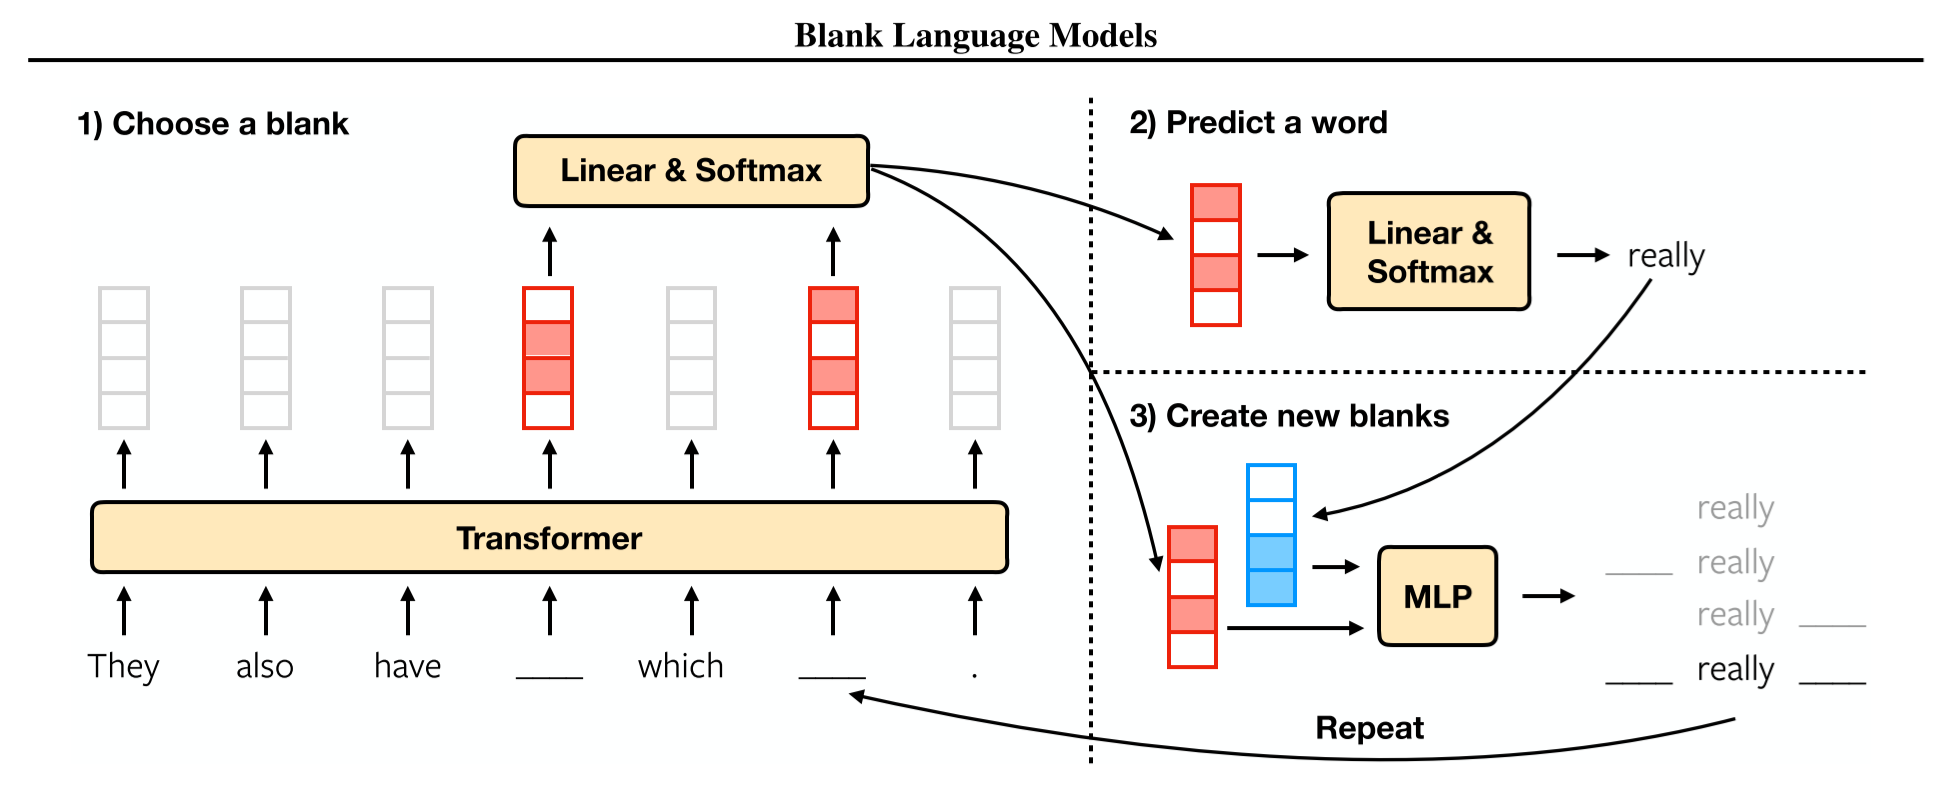 Blank Language Models
1) Choose a blank
Linear & Softmax
Transformer
They also have ____ which ____ .
2) Predict a word
Linear &
Softmax
really
3) Create new blanks
MLP
really
____ really
really ____
____ really ____
Repeat